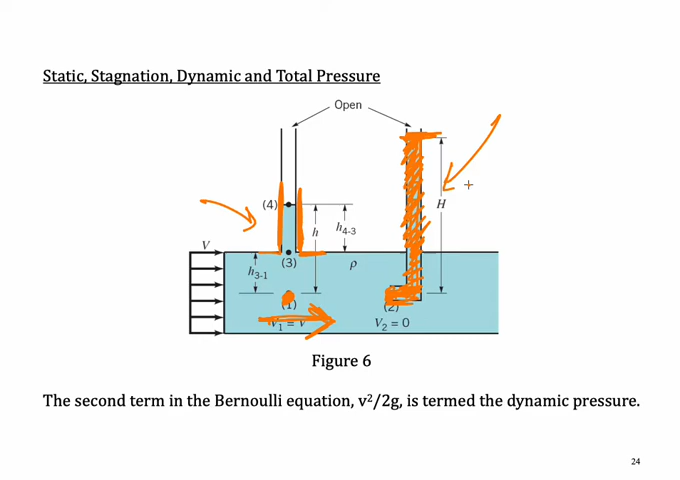 Static, Stagnation, Dynamic and Total Pressure
Open
(4)
H
h
h4-3
V
(3)
ρ
h3-1
(1)
(2)
V1 = V
V2 = 0
Figure 6
The second term in the Bernoulli equation, v²/2g, is termed the dynamic pressure.
24